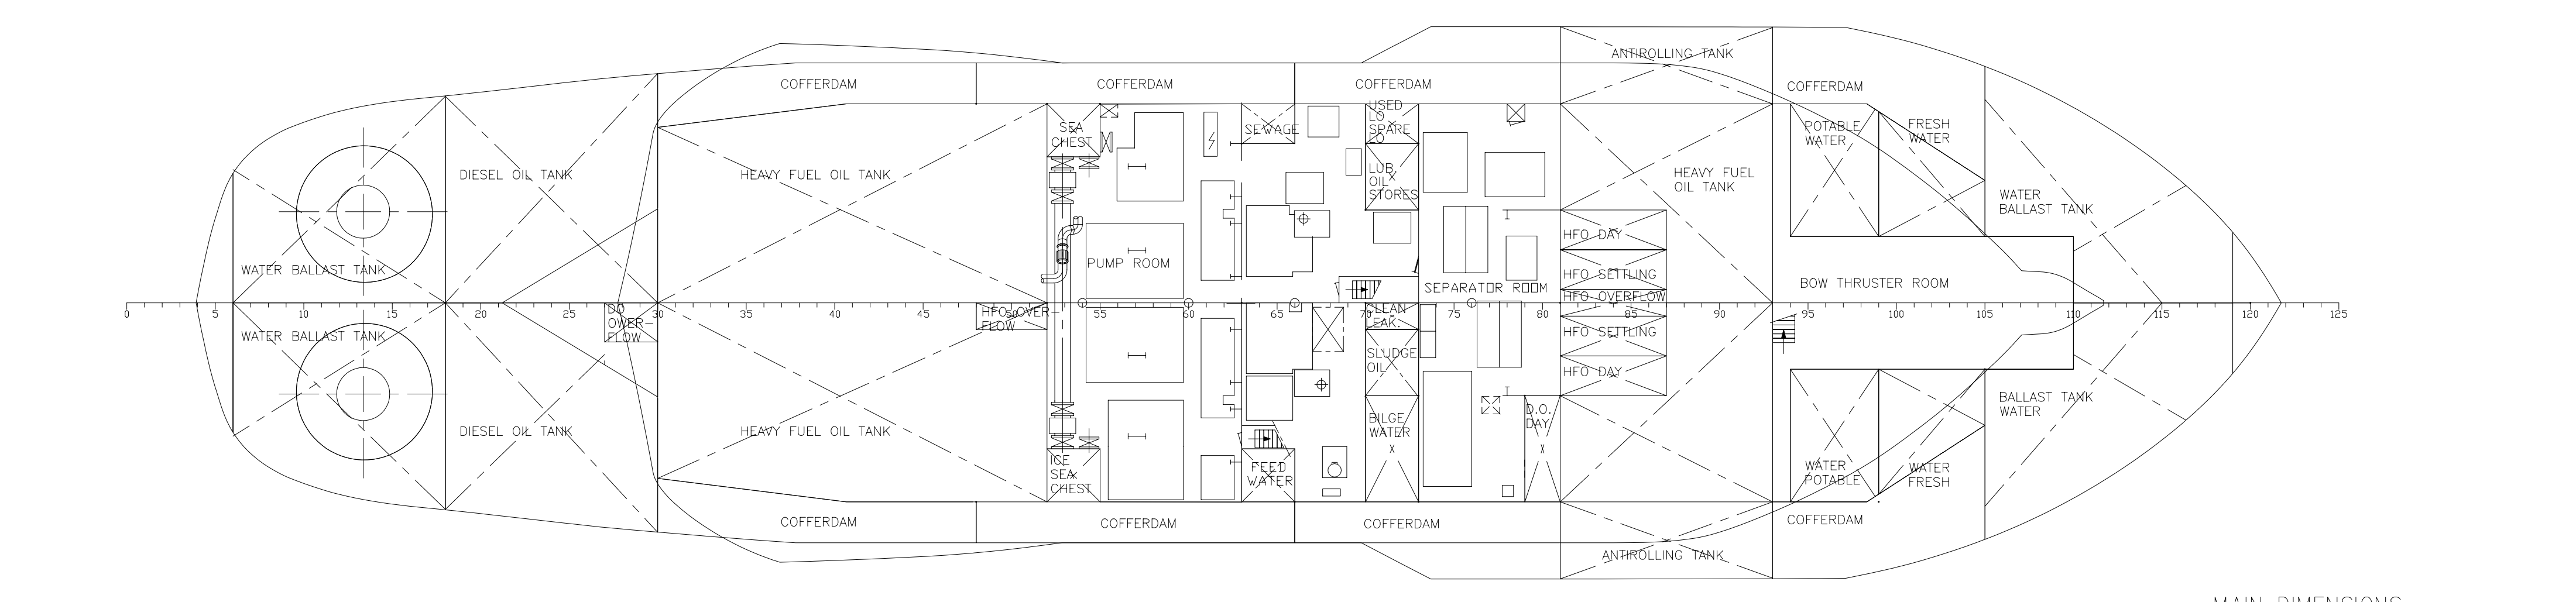 ANTIROLLING TANK
COFFERDAM
COFFERDAM
COFFERDAM
COFFERDAM
USED
LO
SPARE
LO
SEA
CHEST
SEWAGE
POTABLE
WATER
FRESH
WATER
DIESEL OIL TANK
HEAVY FUEL OIL TANK
LUB
OIL
STORES
HEAVY FUEL
OIL TANK
WATER
BALLAST TANK
HFO DAY
WATER BALLAST TANK
PUMP ROOM
HFO SETTLING
SEPARATOR ROOM
BOW THRUSTER ROOM
HFO OVERFLOW
0 5 10 15 20 25 30 35 40 45 50 55 60 65 70 75 80 85 90 95 100 105 110 115 120 125
DO
OWER-
FLOW
HFO OVER-
FLOW
CLEAN
LEAK.
WATER BALLAST TANK
HFO SETTLING
SLUDGE
OIL
HFO DAY
BALLAST TANK
WATER
D.O.
DAY
BILGE
WATER
DIESEL OIL TANK
HEAVY FUEL OIL TANK
ICE
SEA
CHEST
FEED
WATER
WATER
POTABLE
WATER
FRESH
COFFERDAM
COFFERDAM
COFFERDAM
COFFERDAM
ANTIROLLING TANK
MAIN DIMENSIONS